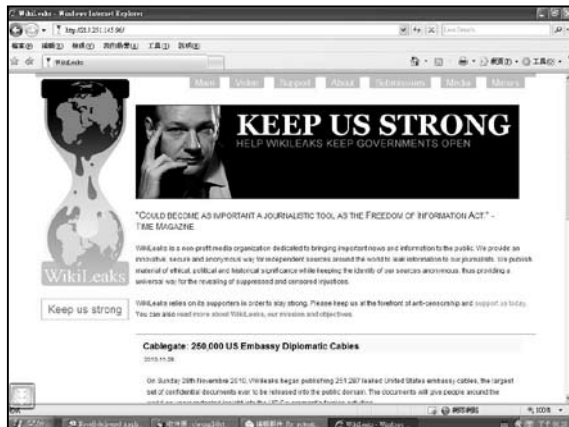 WikiLeaks - Windows Internet Explorer
WikiLeaks
Main Video Support About Submissions Media Mirrors
KEEP US STRONG
HELP WIKILEAKS KEEP GOVERNMENTS OPEN
"COULD BECOME AS IMPORTANT A JOURNALISTIC TOOL AS THE FREEDOM OF INFORMATION ACT." -
TIME MAGAZINE
WikiLeaks is a non-profit media organization dedicated to bringing important news and information to the public. We provide an
innovative, secure and anonymous way for independent sources around the world to leak information to our journalists. We publish
material of ethical, political and historical significance while keeping the identity of our sources anonymous, thus providing a
universal way for the revealing of suppressed and censored injustices.
WikiLeaks relies on its supporters in order to stay strong. Please keep us at the forefront of anti-censorship and support us today.
You can also read more about WikiLeaks, our mission and objectives.
WikiLeaks
Keep us strong
Cablegate: 250,000 US Embassy Diplomatic Cables
2010-11-28
On Sunday 28th November 2010, Wikileaks began publishing 251,287 leaked United States embassy cables, the largest
set of confidential documents ever to be released into the public domain. The documents will give people around the
100%